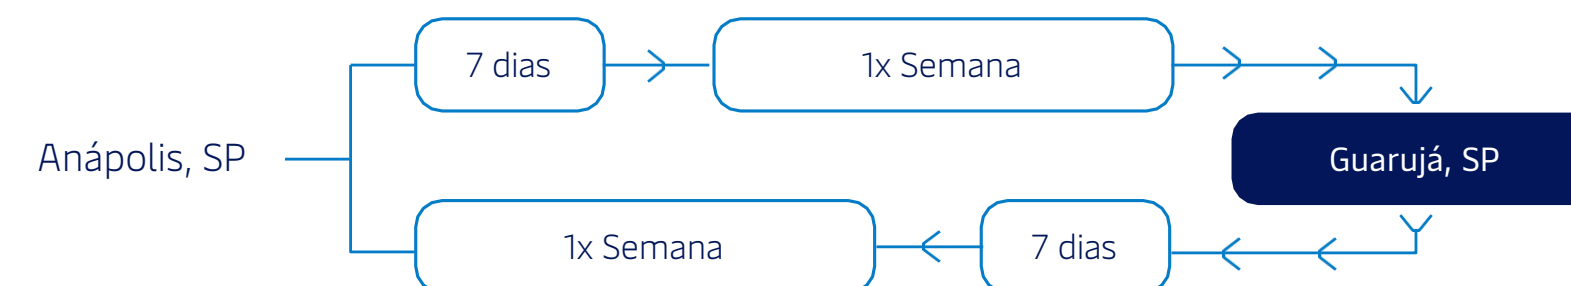 7 dias
1x Semana
Anápolis, SP
Guarujá, SP
1x Semana
7 dias